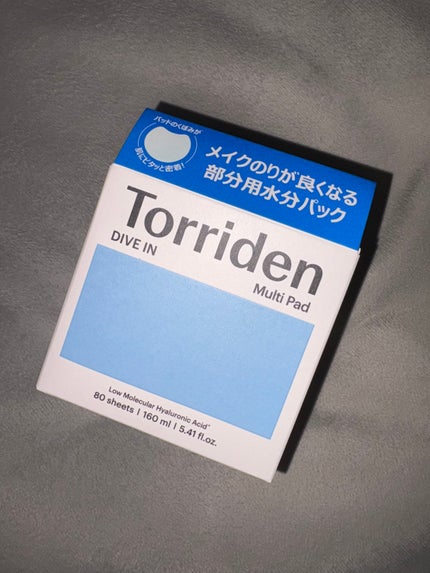 パッドのくぼみが
肌にピタッと密着!
メイクのりが良くなる
部分用水分パック
Torriden
DIVE IN
Multi Pad
Low Molecular Hyaluronic Acid*
80 sheets | 160 ml | 5.41 fl.oz.